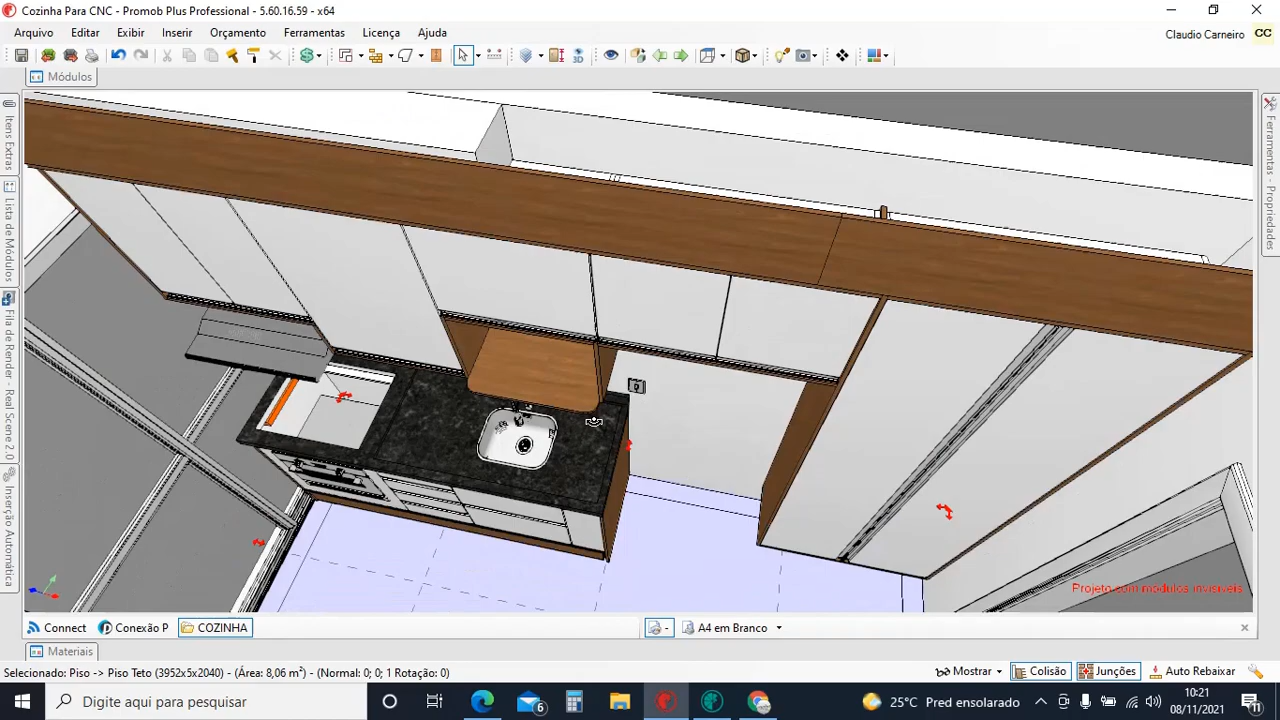 Cozinha Para CNC - Promob Plus Professional - 5.60.16.59 - x64
Arquivo Editar Exibir Inserir Orçamento Ferramentas Licença Ajuda
Claudio Carneiro CC
Módulos
Itens Extras
Lista de Módulos
Fila de Render - Real Scene 2.0
Inserção Automática
Ferramentas - Propriedades
Projeto com módulos invisíveis
Connect Conexão P COZINHA - A4 em Branco
Materiais
Selecionado: Piso -> Piso Teto (3952x5x2040) - (Área: 8,06 m²) - (Normal: 0; 0; 1 Rotação: 0)
Mostrar Colisão Junções Auto Rebaixar
Digite aqui para pesquisar
6
25°C Pred ensolarado
10:21
08/11/2021
11